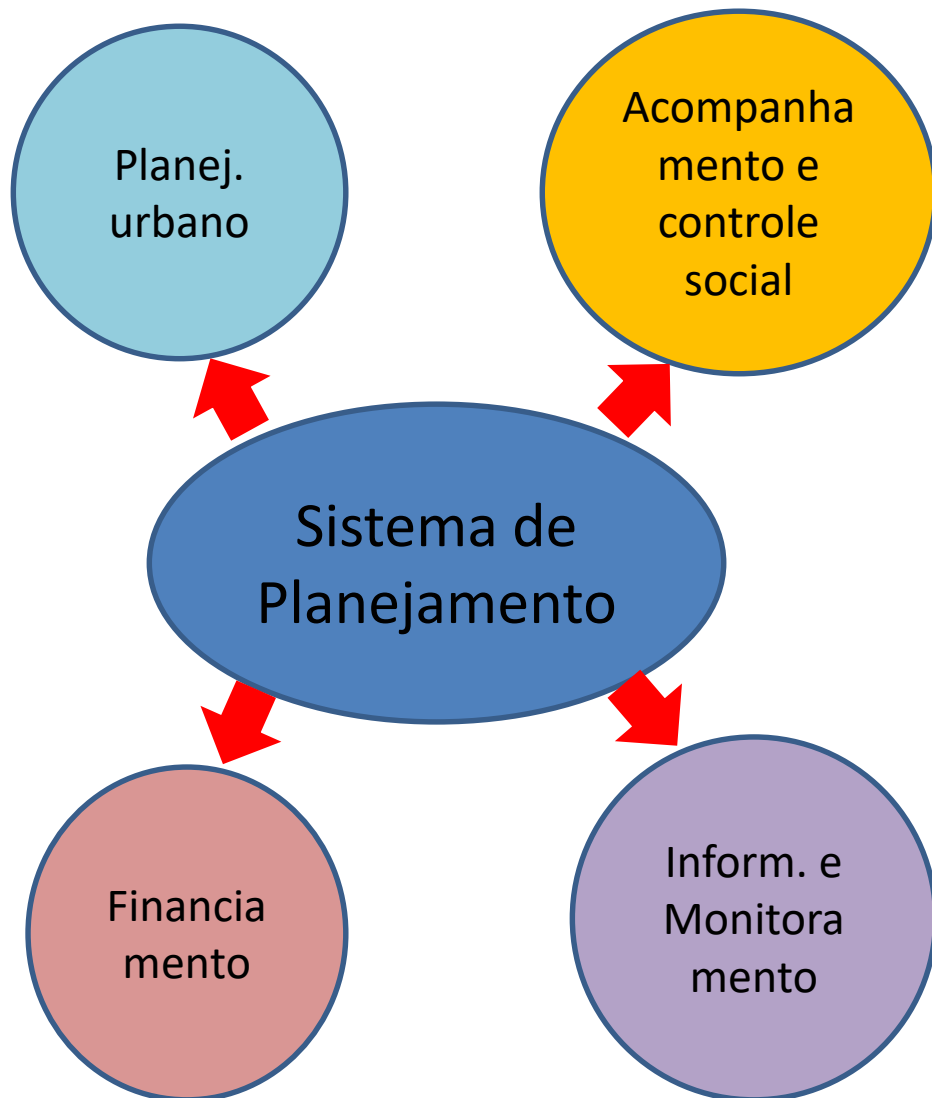 Planej.
urbano
Acompanha
mento e
controle
social
Sistema de
Planejamento
Financia
mento
Inform. e
Monitora
mento